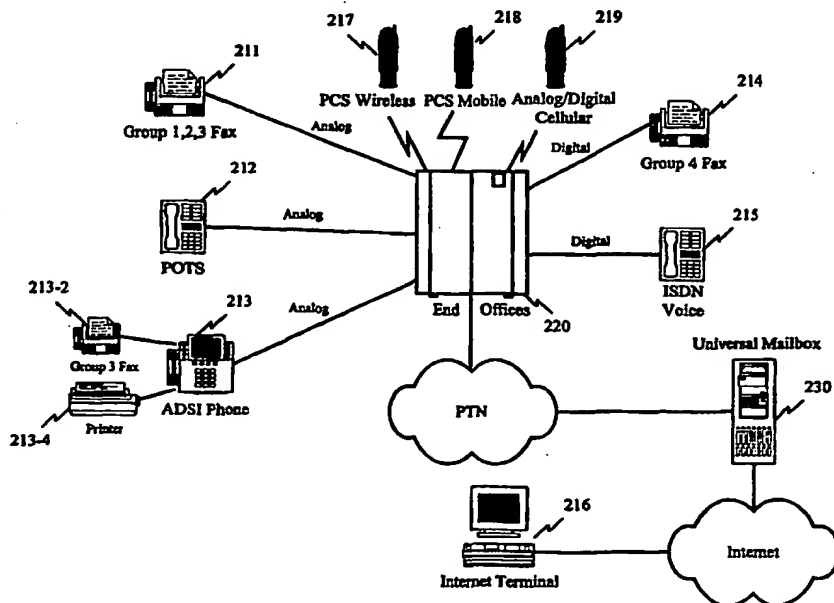 217
218
219
211
PCS Wireless
PCS Mobile
Analog/Digital
Cellular
214
Group 1,2,3 Fax
Analog
Digital
Group 4 Fax
212
Analog
215
POTS
Digital
ISDN
Voice
213-2
213
Analog
End Offices
220
Group 3 Fax
ADSI Phone
Universal Mailbox
PTN
230
213-4
Printer
216
Internet
Internet Terminal